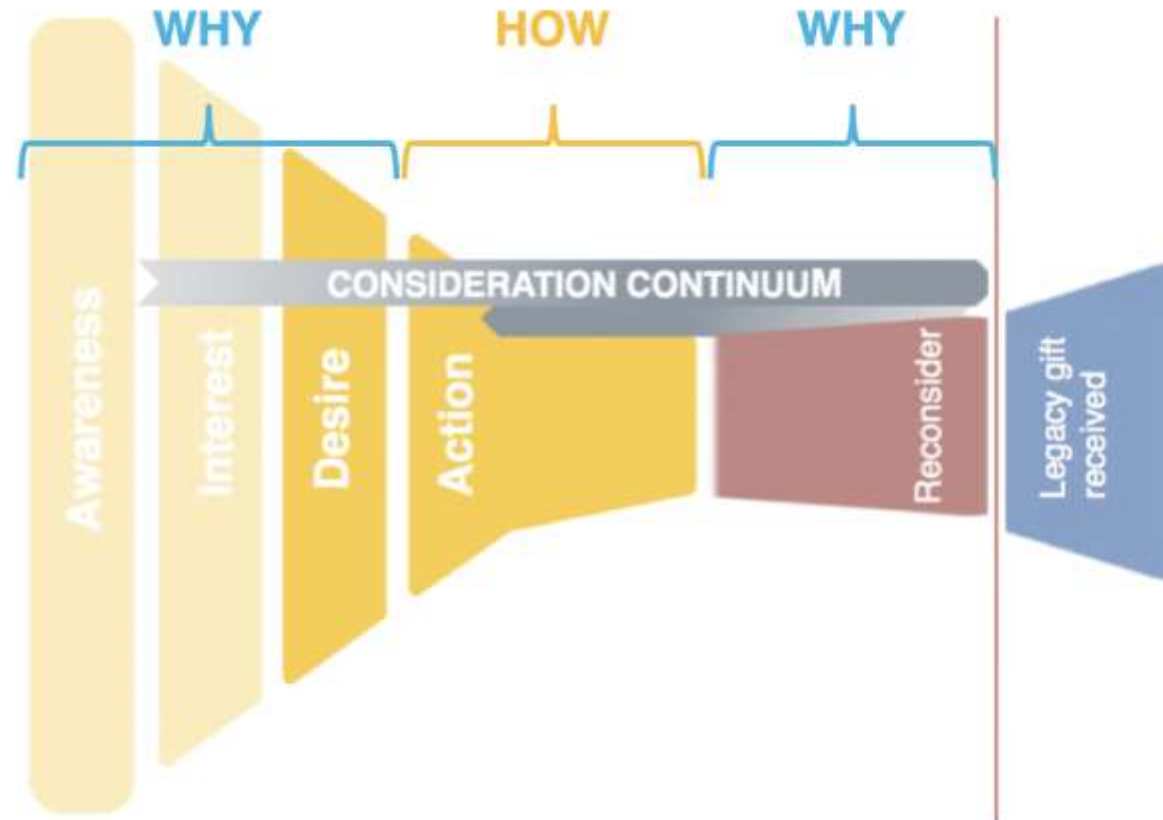 WHY
HOW
WHY
CONSIDERATION CONTINUUM
Awareness
Interest
Desire
Action
Reconsider
Legacy gift
received